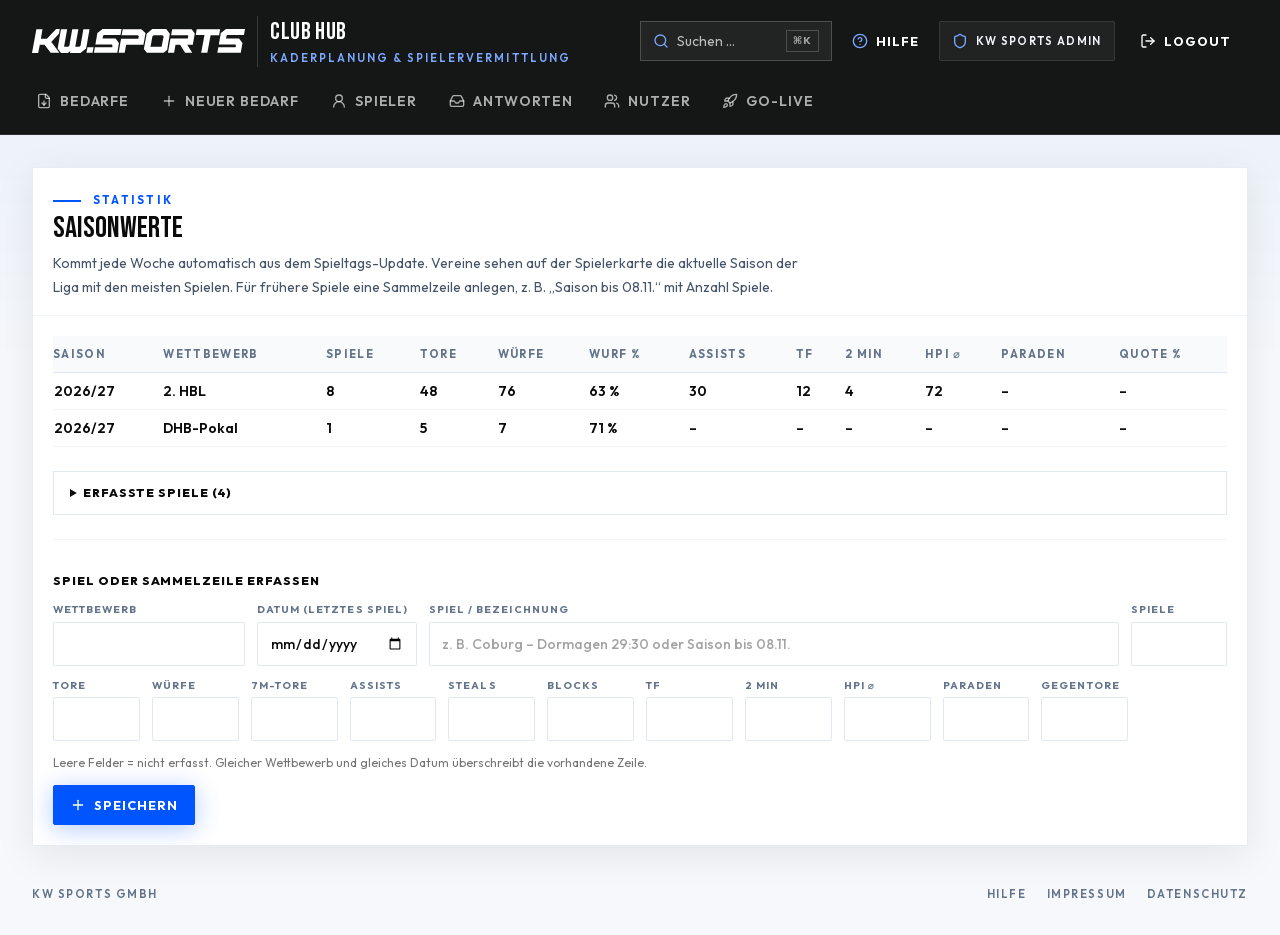 KW.SPORTS
CLUB HUB
KADERPLANUNG & SPIELERVERMITTLUNG
Suchen ... ⌘K
HILFE
KW SPORTS ADMIN
LOGOUT
BEDARFE NEUER BEDARF SPIELER ANTWORTEN NUTZER GO-LIVE
STATISTIK
SAISONWERTE
Kommt jede Woche automatisch aus dem Spieltags-Update. Vereine sehen auf der Spielerkarte die aktuelle Saison der
Liga mit den meisten Spielen. Für frühere Spiele eine Sammelzeile anlegen, z. B. „Saison bis 08.11.“ mit Anzahl Spiele.
SAISON WETTBEWERB SPIELE TORE WÜRFE WURF % ASSISTS TF 2 MIN HPI ⌀ PARADEN QUOTE %
2026/27 2. HBL 8 48 76 63 % 30 12 4 72 – –
2026/27 DHB-Pokal 1 5 7 71 % – – – – – –
ERFASSTE SPIELE (4)
SPIEL ODER SAMMELZEILE ERFASSEN
WETTBEWERB DATUM (LETZTES SPIEL) SPIEL / BEZEICHNUNG SPIELE
mm/dd/yyyy z. B. Coburg – Dormagen 29:30 oder Saison bis 08.11.
TORE WÜRFE 7M-TORE ASSISTS STEALS BLOCKS TF 2 MIN HPI ⌀ PARADEN GEGENTORE
Leere Felder = nicht erfasst. Gleicher Wettbewerb und gleiches Datum überschreibt die vorhandene Zeile.
SPEICHERN
KW SPORTS GMBH HILFE IMPRESSUM DATENSCHUTZ